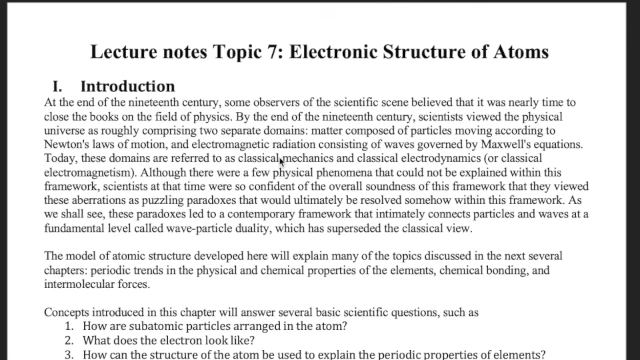 Lecture notes Topic 7: Electronic Structure of Atoms
I. Introduction
At the end of the nineteenth century, some observers of the scientific scene believed that it was nearly time to
close the books on the field of physics. By the end of the nineteenth century, scientists viewed the physical
universe as roughly comprising two separate domains: matter composed of particles moving according to
Newton's laws of motion, and electromagnetic radiation consisting of waves governed by Maxwell's equations.
Today, these domains are referred to as classical mechanics and classical electrodynamics (or classical
electromagnetism). Although there were a few physical phenomena that could not be explained within this
framework, scientists at that time were so confident of the overall soundness of this framework that they viewed
these aberrations as puzzling paradoxes that would ultimately be resolved somehow within this framework. As
we shall see, these paradoxes led to a contemporary framework that intimately connects particles and waves at a
fundamental level called wave-particle duality, which has superseded the classical view.
The model of atomic structure developed here will explain many of the topics discussed in the next several
chapters: periodic trends in the physical and chemical properties of the elements, chemical bonding, and
intermolecular forces.
Concepts introduced in this chapter will answer several basic scientific questions, such as
1. How are subatomic particles arranged in the atom?
2. What does the electron look like?
3. How can the structure of the atom be used to explain the periodic properties of elements?